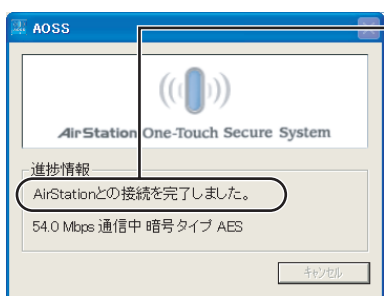 AOSS
AirStation One-Touch Secure System
進捗情報
AirStationとの接続を完了しました。
54.0 Mbps 通信中 暗号タイプ AES
キャンセル